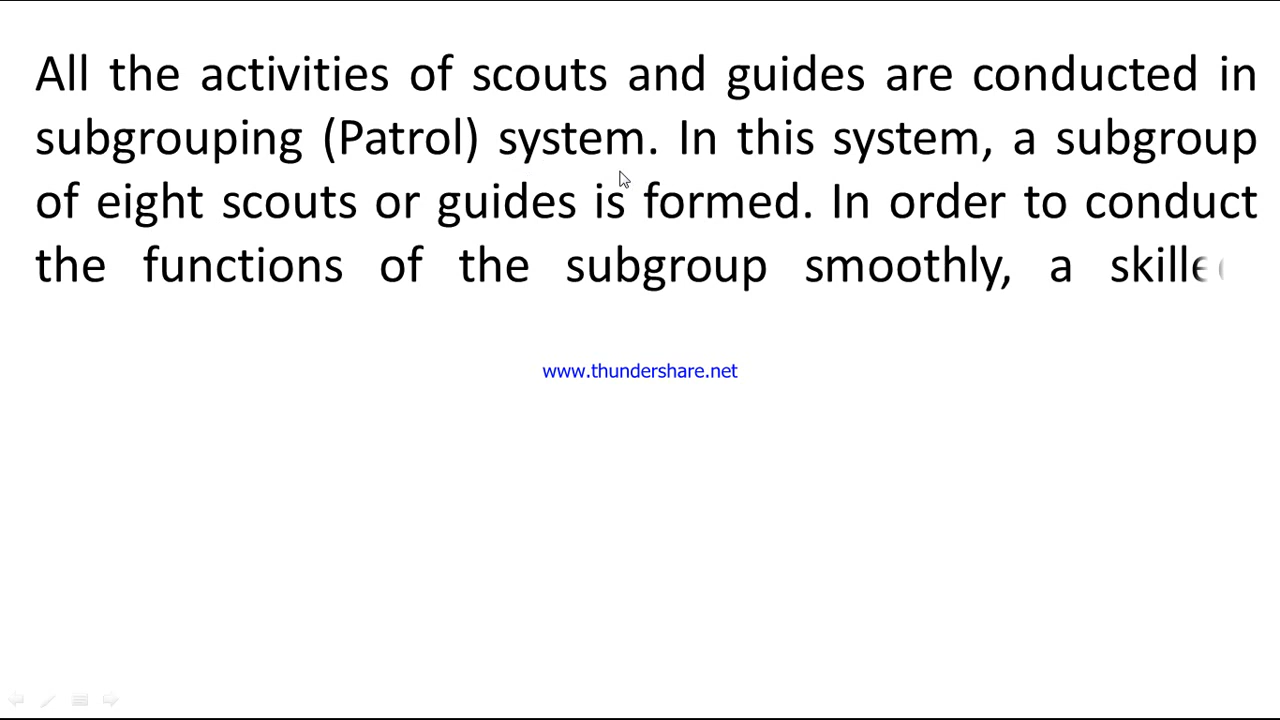 All the activities of scouts and guides are conducted in
subgrouping (Patrol) system. In this system, a subgroup
of eight scouts or guides is formed. In order to conduct
the functions of the subgroup smoothly, a
www.thundershare.net